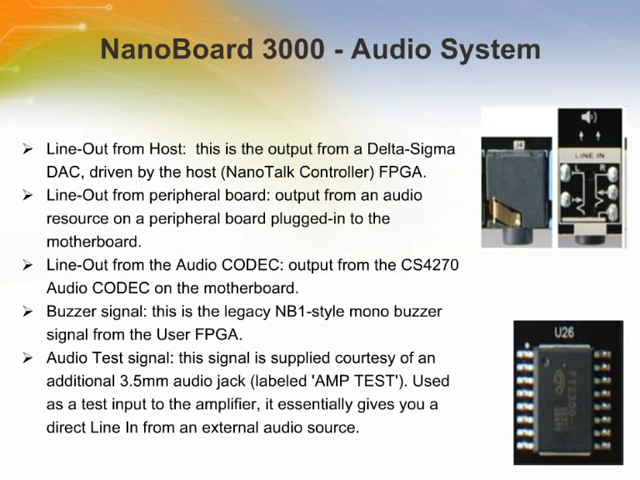 NanoBoard 3000 - Audio System
➢ Line-Out from Host:  this is the output from a Delta-Sigma
DAC, driven by the host (NanoTalk Controller) FPGA.
➢ Line-Out from peripheral board: output from an audio
resource on a peripheral board plugged-in to the
motherboard.
➢ Line-Out from the Audio CODEC: output from the CS4270
Audio CODEC on the motherboard.
➢ Buzzer signal: this is the legacy NB1-style mono buzzer
signal from the User FPGA.
➢ Audio Test signal: this signal is supplied courtesy of an
additional 3.5mm audio jack (labeled 'AMP TEST'). Used
as a test input to the amplifier, it essentially gives you a
direct Line In from an external audio source.
J4
LINE IN
R
U26